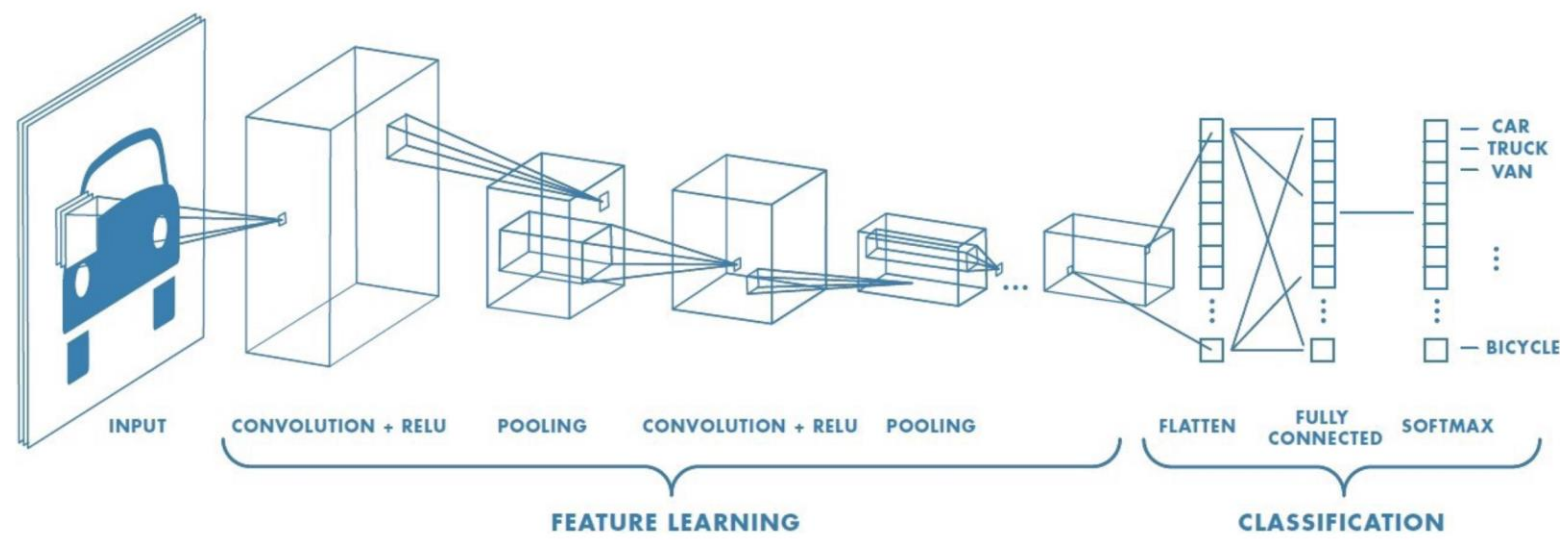 CAR
TRUCK
VAN
BICYCLE
INPUT
CONVOLUTION + RELU
POOLING
CONVOLUTION + RELU
POOLING
FLATTEN
FULLY
CONNECTED
SOFTMAX
FEATURE LEARNING
CLASSIFICATION